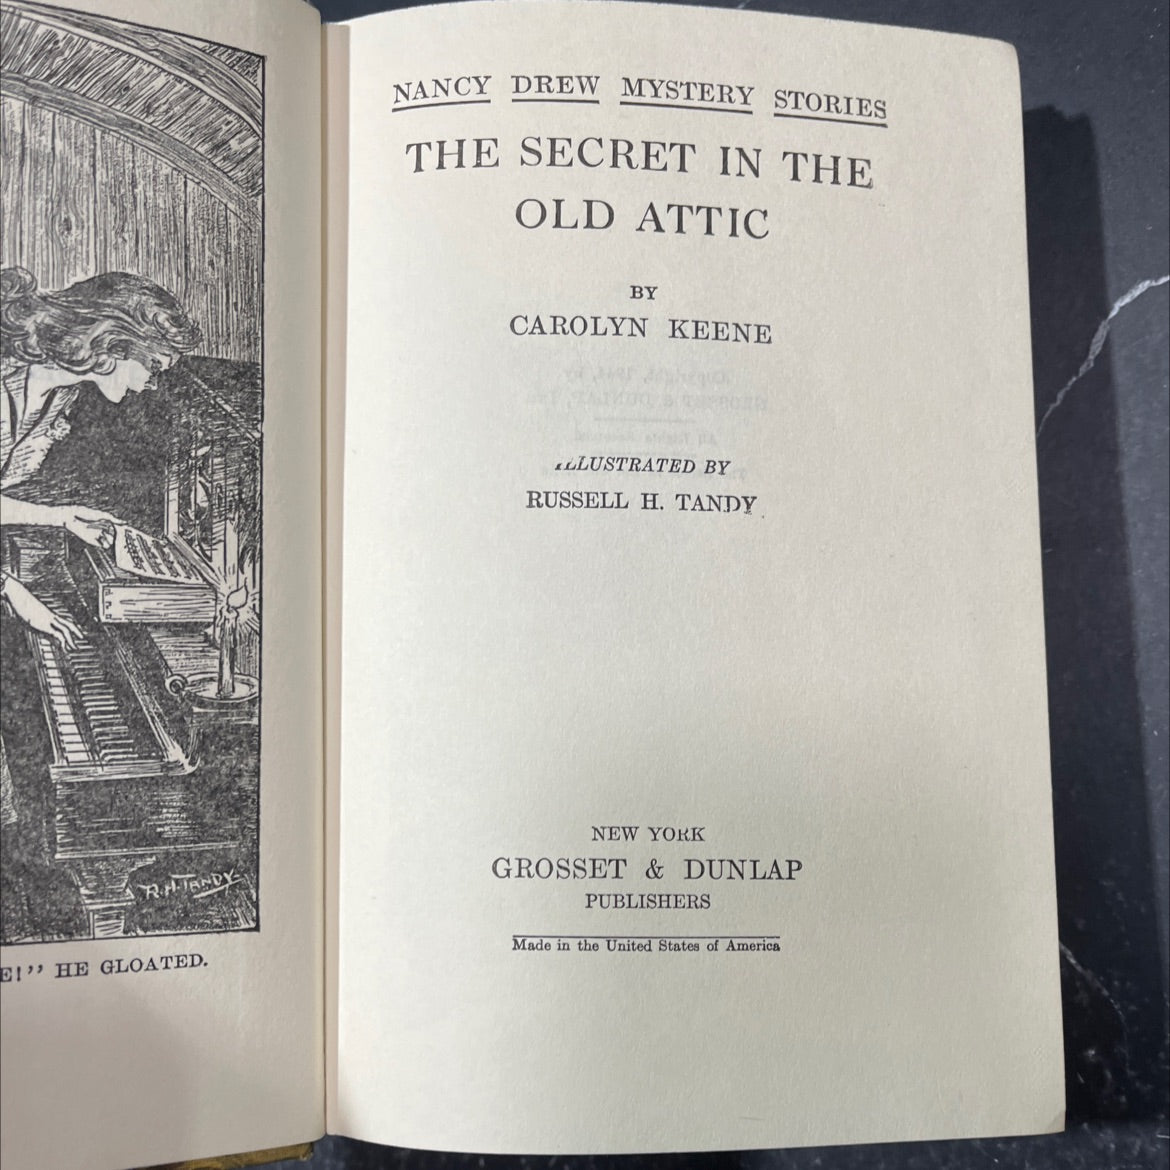 NANCY DREW MYSTERY STORIES
THE SECRET IN THE
OLD ATTIC
BY
CAROLYN KEENE
ILLUSTRATED BY
RUSSELL H. TANDY
NEW YORK
GROSSET & DUNLAP
PUBLISHERS
Made in the United States of America
R.H. TANDY
E!” HE GLOATED.